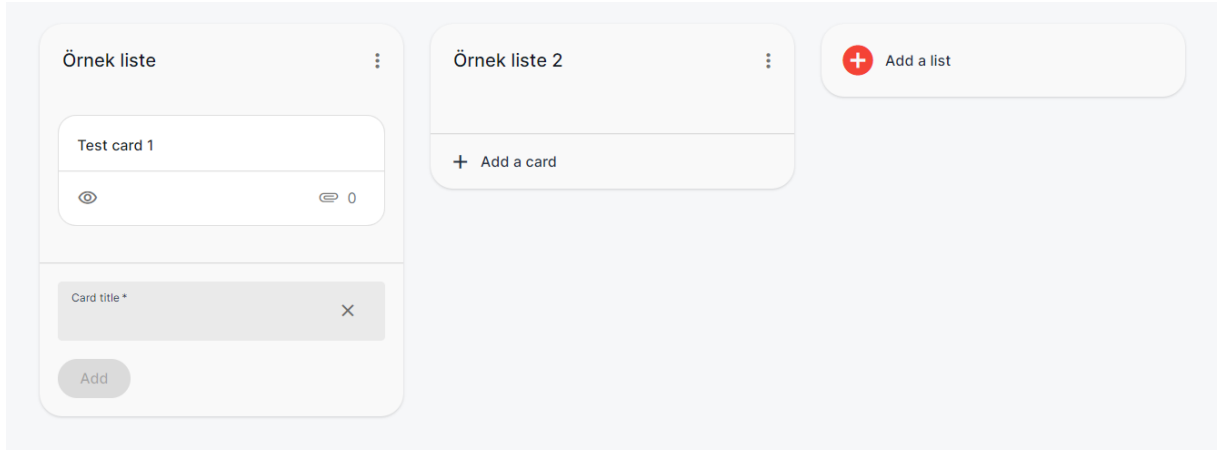 Örnek liste
Test card 1
0
Card title *
Add
Örnek liste 2
Add a card
Add a list